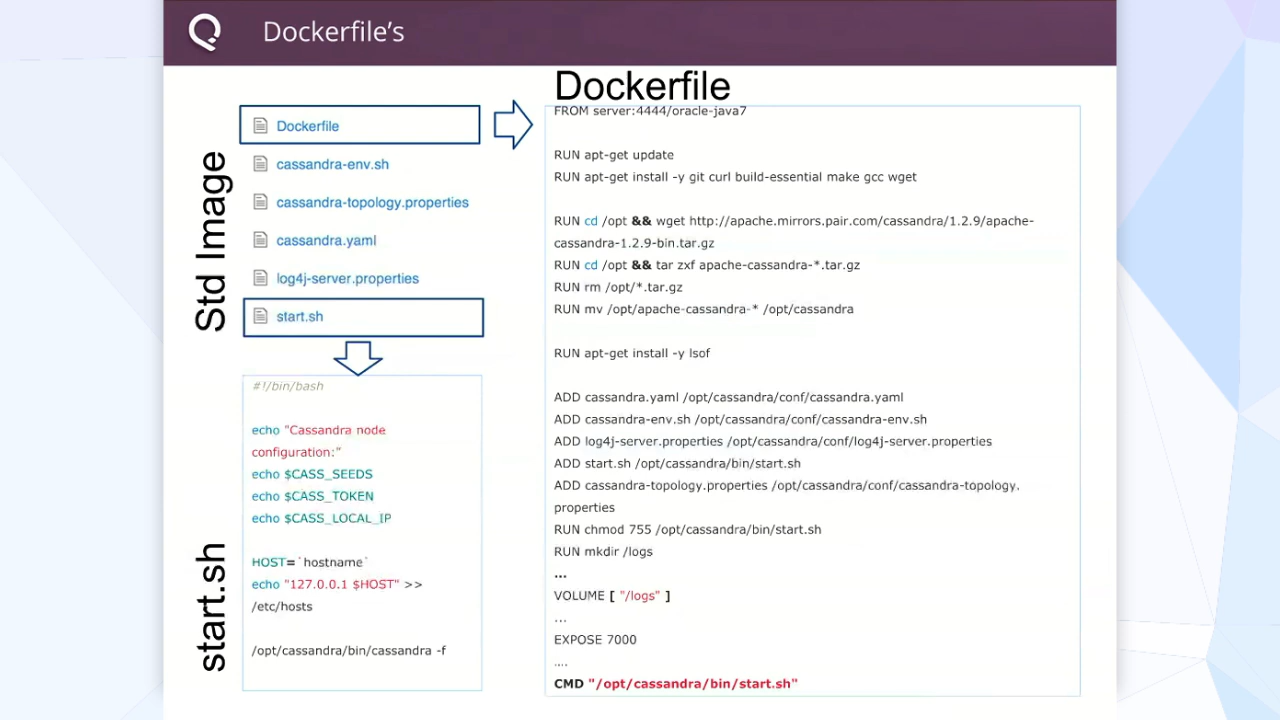 Dockerfile's
Std Image
Dockerfile
cassandra-env.sh
cassandra-topology.properties
cassandra.yaml
log4j-server.properties
start.sh
start.sh
#!/bin/bash
echo "Cassandra node
configuration:"
echo $CASS_SEEDS
echo $CASS_TOKEN
echo $CASS_LOCAL_IP
HOST=`hostname`
echo "127.0.0.1 $HOST" >>
/etc/hosts
/opt/cassandra/bin/cassandra -f
Dockerfile
FROM server:4444/oracle-java7
RUN apt-get update
RUN apt-get install -y git curl build-essential make gcc wget
RUN cd /opt && wget http://apache.mirrors.pair.com/cassandra/1.2.9/apache-
cassandra-1.2.9-bin.tar.gz
RUN cd /opt && tar zxf apache-cassandra-*.tar.gz
RUN rm /opt/*.tar.gz
RUN mv /opt/apache-cassandra-* /opt/cassandra
RUN apt-get install -y lsof
ADD cassandra.yaml /opt/cassandra/conf/cassandra.yaml
ADD cassandra-env.sh /opt/cassandra/conf/cassandra-env.sh
ADD log4j-server.properties /opt/cassandra/conf/log4j-server.properties
ADD start.sh /opt/cassandra/bin/start.sh
ADD cassandra-topology.properties /opt/cassandra/conf/cassandra-topology.
properties
RUN chmod 755 /opt/cassandra/bin/start.sh
RUN mkdir /logs
...
VOLUME [ "/logs" ]
...
EXPOSE 7000
....
CMD "/opt/cassandra/bin/start.sh"